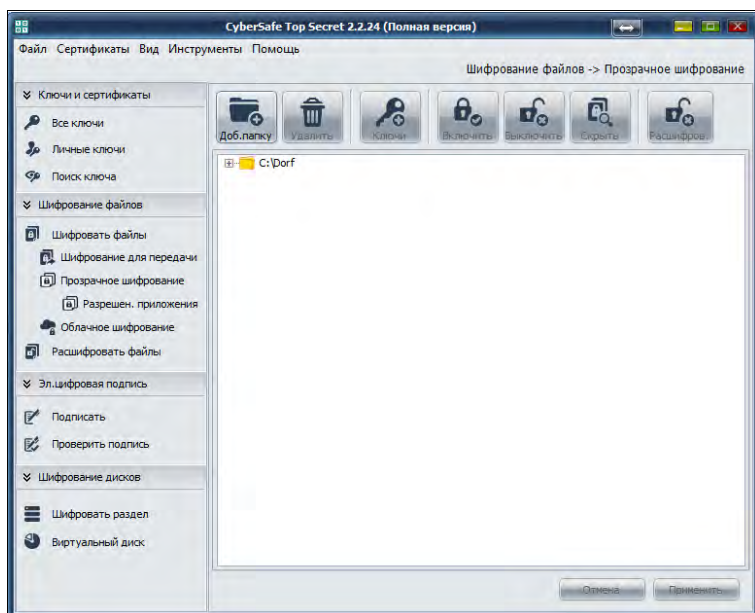 CyberSafe Top Secret 2.2.24 (Полная версия)
Файл Сертификаты Вид Инструменты Помощь
Шифрование файлов -> Прозрачное шифрование
Ключи и сертификаты
Все ключи
Личные ключи
Поиск ключа
Шифрование файлов
Шифровать файлы
Шифрование для передачи
Прозрачное шифрование
Разрешен. приложения
Облачное шифрование
Расшифровать файлы
Эл.цифровая подпись
Подписать
Проверить подпись
Шифрование дисков
Шифровать раздел
Виртуальный диск
Доб.папку Удалить Ключи Включить Выключить Скрыть Расшифров.
C:\Dorf
Отмена Применить